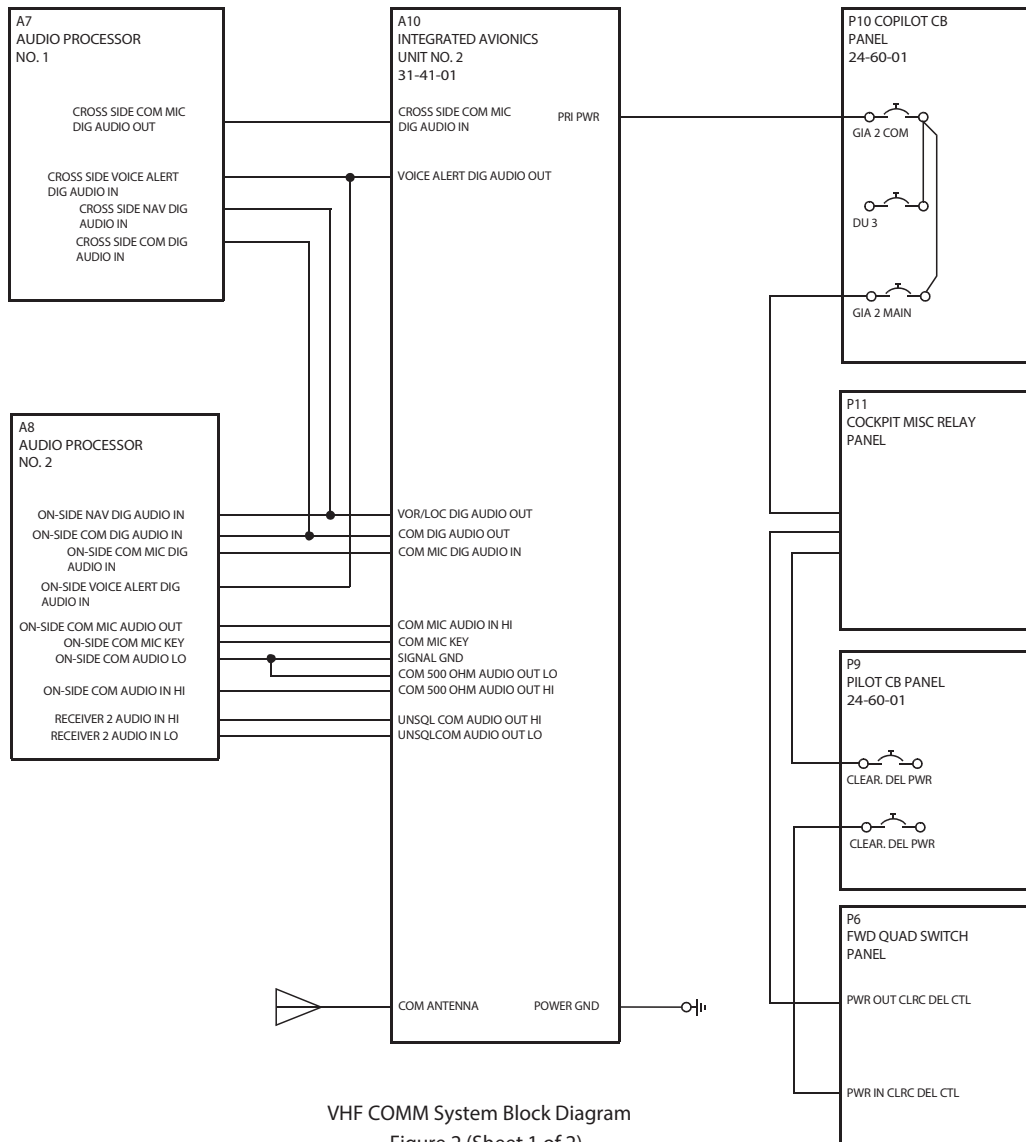 A7
AUDIO PROCESSOR
NO. 1
CROSS SIDE COM MIC
DIG AUDIO OUT
CROSS SIDE VOICE ALERT
DIG AUDIO IN
CROSS SIDE NAV DIG
AUDIO IN
CROSS SIDE COM DIG
AUDIO IN
A8
AUDIO PROCESSOR
NO. 2
ON-SIDE NAV DIG AUDIO IN
ON-SIDE COM DIG AUDIO IN
ON-SIDE COM MIC DIG
AUDIO IN
ON-SIDE VOICE ALERT DIG
AUDIO IN
ON-SIDE COM MIC AUDIO OUT
ON-SIDE COM MIC KEY
ON-SIDE COM AUDIO LO
ON-SIDE COM AUDIO IN HI
RECEIVER 2 AUDIO IN HI
RECEIVER 2 AUDIO IN LO
A10
INTEGRATED AVIONICS
UNIT NO. 2
31-41-01
CROSS SIDE COM MIC
DIG AUDIO IN
PRI PWR
VOICE ALERT DIG AUDIO OUT
VOR/LOC DIG AUDIO OUT
COM DIG AUDIO OUT
COM MIC DIG AUDIO IN
COM MIC AUDIO IN HI
COM MIC KEY
SIGNAL GND
COM 500 OHM AUDIO OUT LO
COM 500 OHM AUDIO OUT HI
UNSQL COM AUDIO OUT HI
UNSQLCOM AUDIO OUT LO
COM ANTENNA
POWER GND
P10 COPILOT CB
PANEL
24-60-01
GIA 2 COM
DU 3
GIA 2 MAIN
P11
COCKPIT MISC RELAY
PANEL
P9
PILOT CB PANEL
24-60-01
CLEAR. DEL PWR
CLEAR. DEL PWR
P6
FWD QUAD SWITCH
PANEL
PWR OUT CLRC DEL CTL
PWR IN CLRC DEL CTL
VHF COMM System Block Diagram